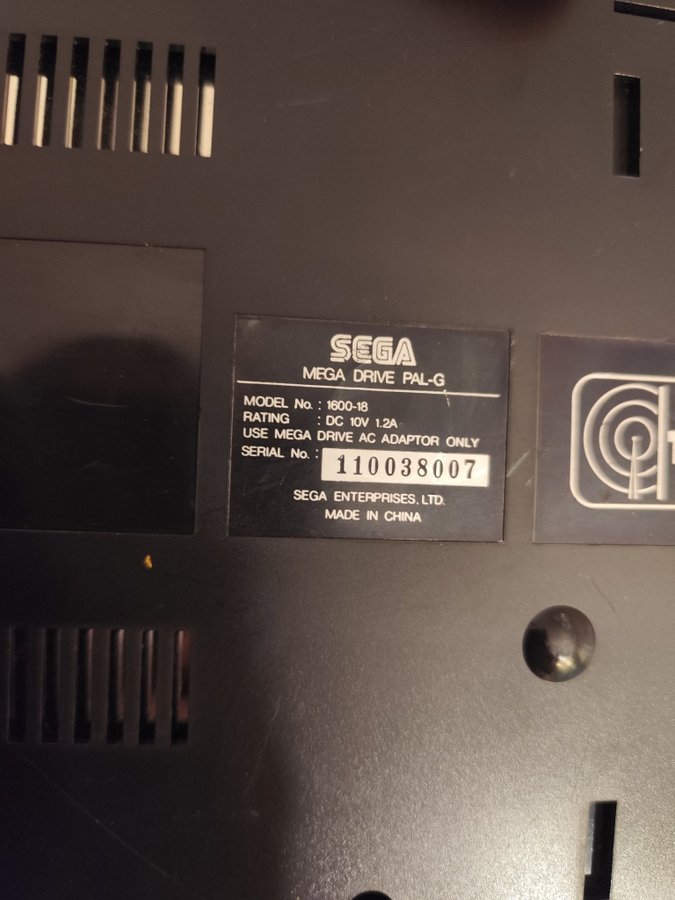 SEGA
MEGA DRIVE PAL-G
MODEL No. : 1600-18
RATING : DC 10V 1.2A
USE MEGA DRIVE AC ADAPTOR ONLY
SERIAL No. : 110038007
SEGA ENTERPRISES, LTD.
MADE IN CHINA